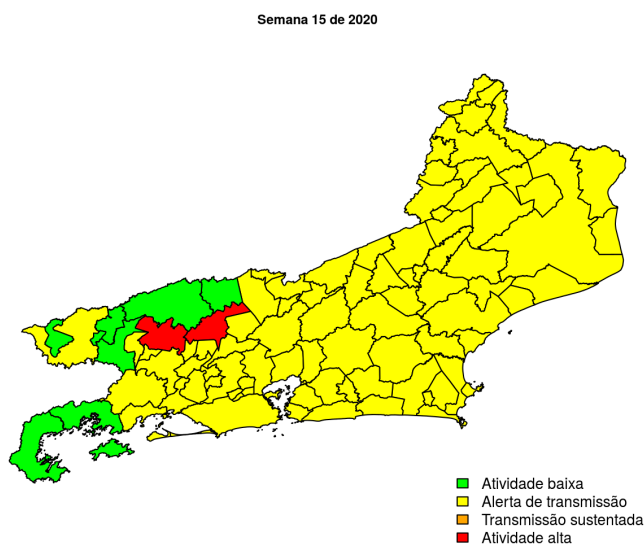 Semana 15 de 2020
Atividade baixa
Alerta de transmissão
Transmissão sustentada
Atividade alta